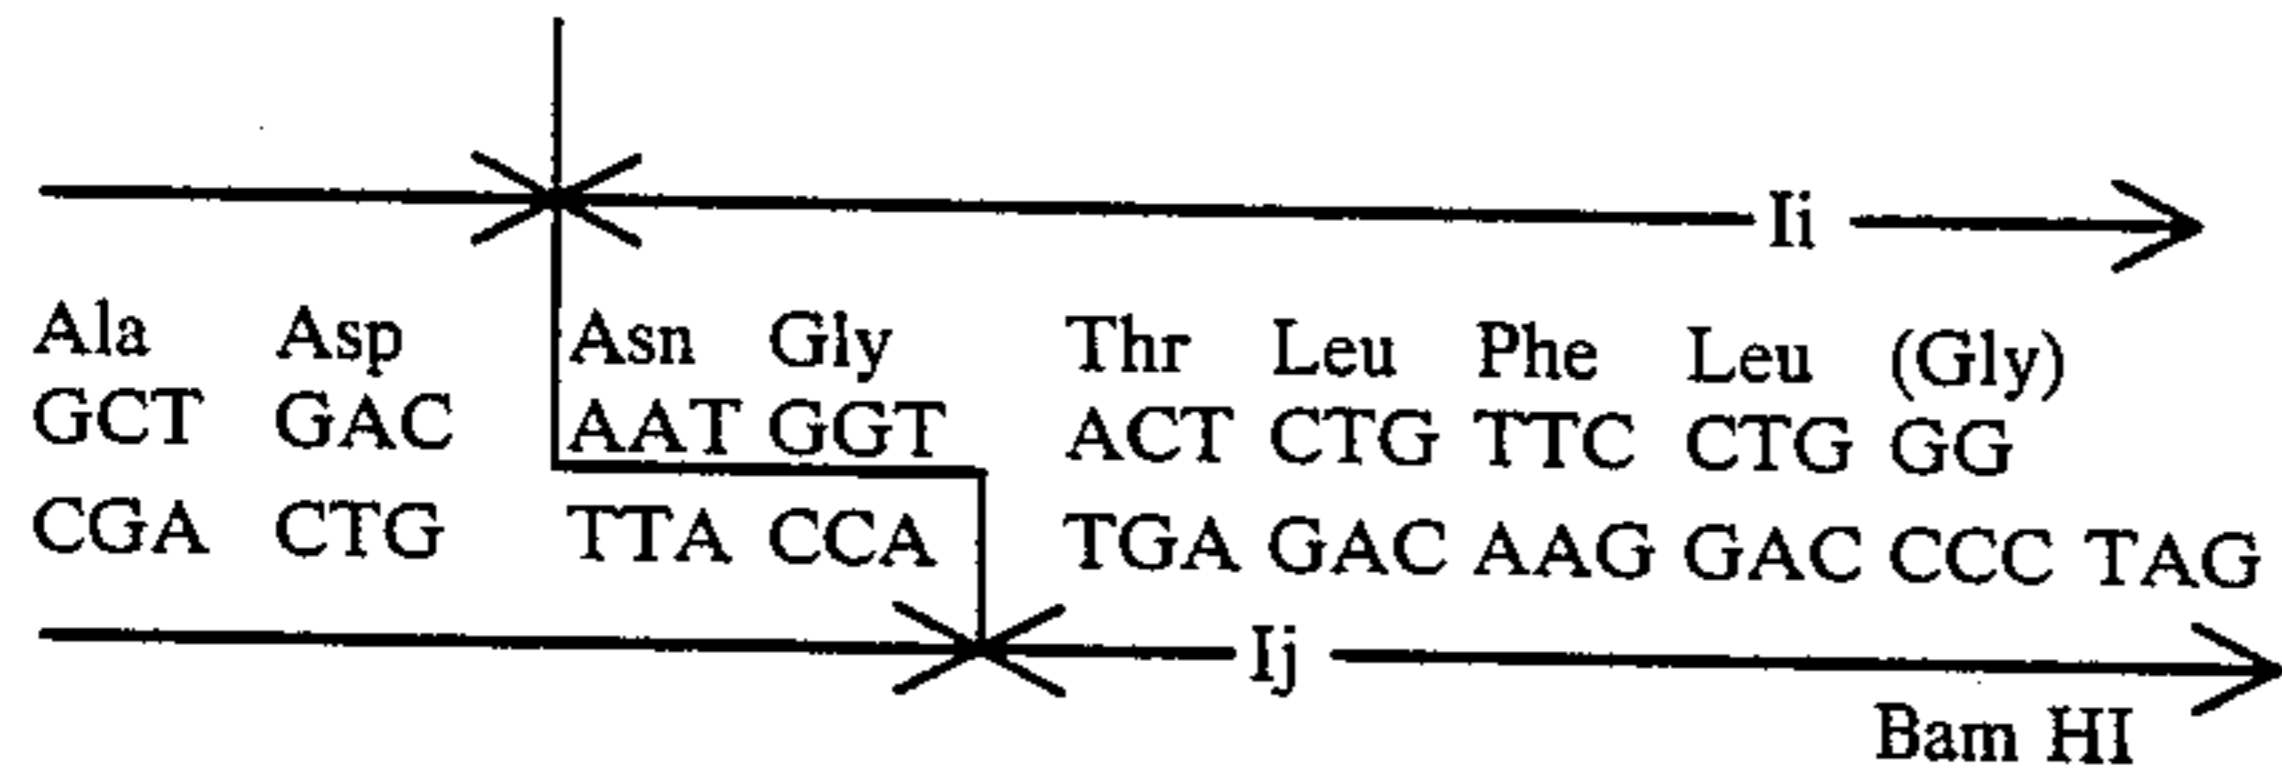 Ii
Ala Asp Asn Gly Thr Leu Phe Leu (Gly)
GCT GAC AAT GGT ACT CTG TTC CTG GG
CGA CTG TTA CCA TGA GAC AAG GAC CCC TAG
Ij
Bam HI